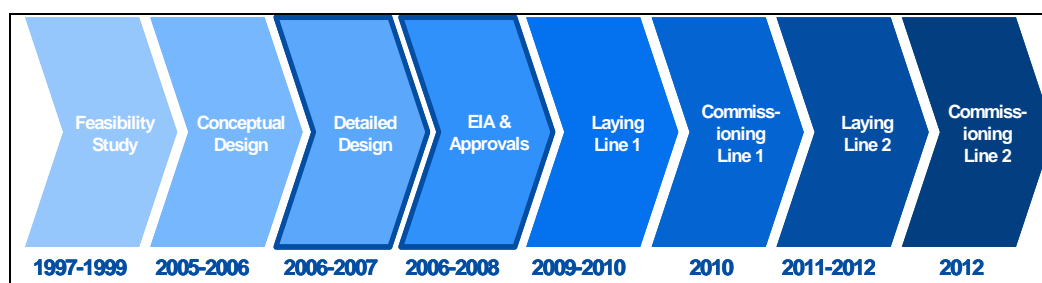 Feasibility
Study
Conceptual
Design
Detailed
Design
EIA &
Approvals
Laying
Line 1
Commiss-
ioning
Line 1
Laying
Line 2
Commiss-
ioning
Line 2
1997-1999
2005-2006
2006-2007
2006-2008
2009-2010
2010
2011-2012
2012